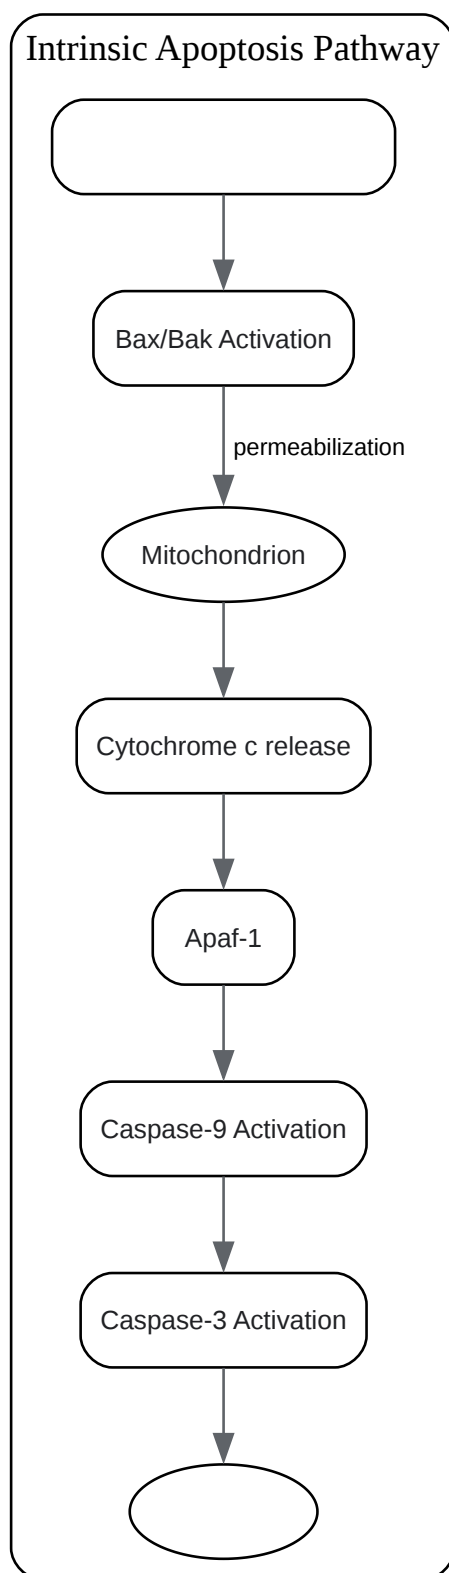 Intrinsic Apoptosis Pathway
Bax/Bak Activation
permeabilization
Mitochondrion
Cytochrome c release
Apaf-1
Caspase-9 Activation
Caspase-3 Activation